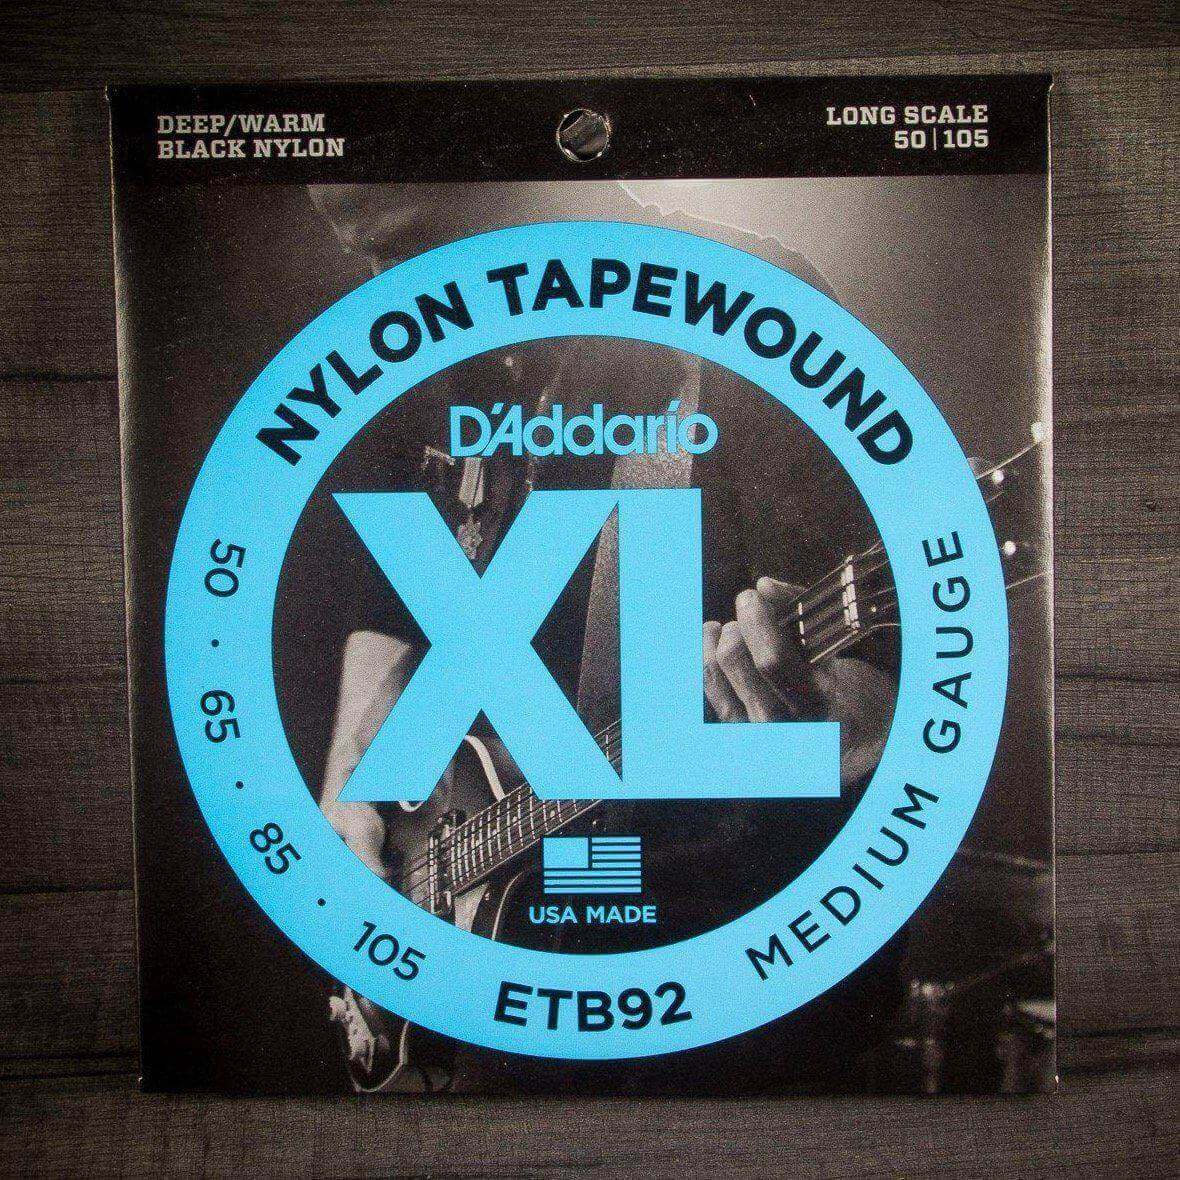 DEEP/WARM
BLACK NYLON
LONG SCALE
50|105
NYLON TAPEWOUND
D'Addario
XL
USA MADE
50 · 65 · 85 · 105
ETB92
MEDIUM GAUGE